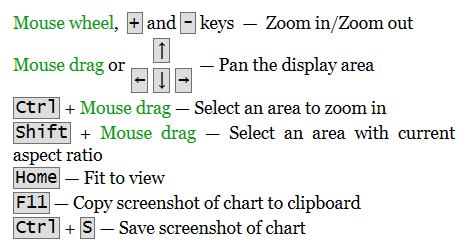 Mouse wheel, + and - keys — Zoom in/Zoom out
↑
Mouse drag or ← ↓ → — Pan the display area
Ctrl + Mouse drag — Select an area to zoom in
Shift + Mouse drag — Select an area with current
aspect ratio
Home — Fit to view
F11 — Copy screenshot of chart to clipboard
Ctrl + S — Save screenshot of chart